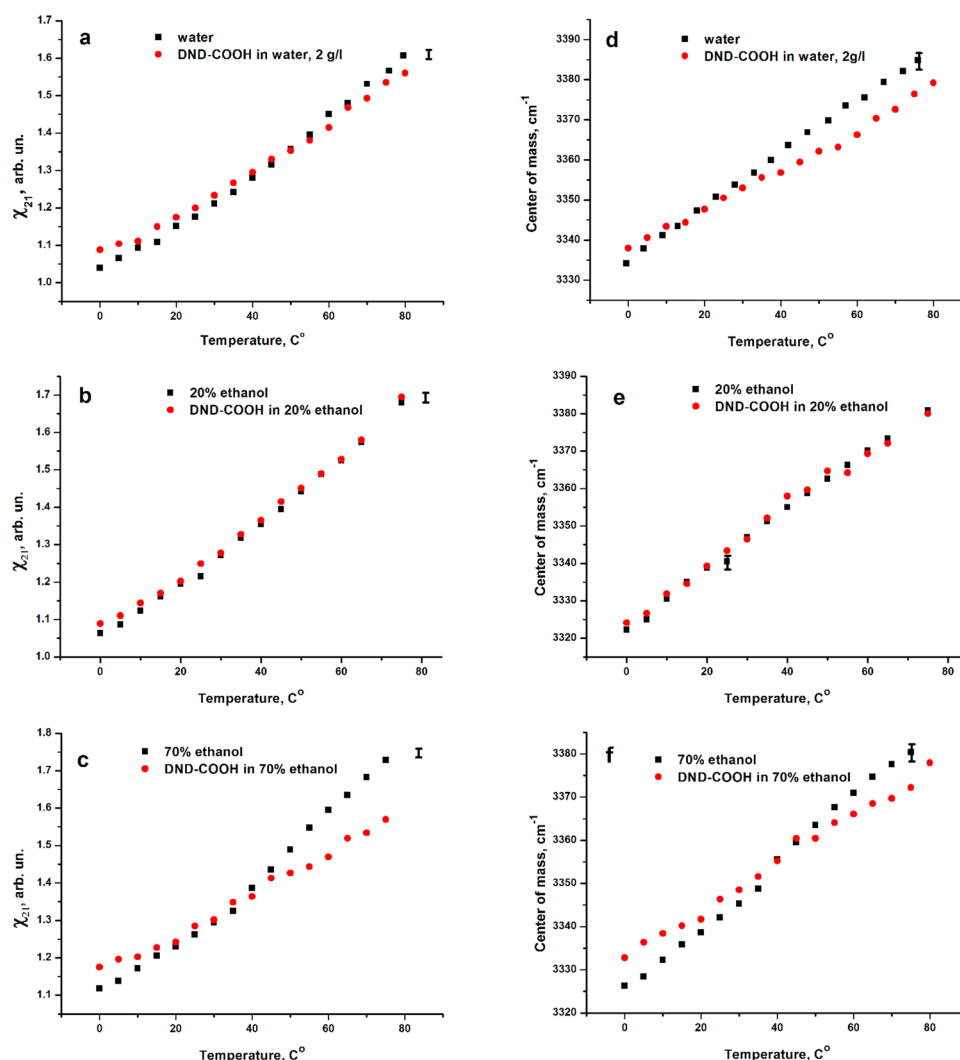 a
water
DND-COOH in water, 2 g/l
χ21, arb. un.
1.7
1.6
1.5
1.4
1.3
1.2
1.1
1.0
0 20 40 60 80
Temperature, C°
d
water
DND-COOH in water, 2g/l
Center of mass, cm-1
3390
3380
3370
3360
3350
3340
3330
0 20 40 60 80
Temperature, C°
b
20% ethanol
DND-COOH in 20% ethanol
χ21, arb. un.
1.7
1.6
1.5
1.4
1.3
1.2
1.1
1.0
0 20 40 60 80
Temperature, C°
e
20% ethanol
DND-COOH in 20% ethanol
Center of mass, cm-1
3390
3380
3370
3360
3350
3340
3330
3320
0 20 40 60 80
Temperature, C°
c
70% ethanol
DND-COOH in 70% ethanol
χ21, arb. un.
1.8
1.7
1.6
1.5
1.4
1.3
1.2
1.1
0 20 40 60 80
Temperature, C°
f
70% ethanol
DND-COOH in 70% ethanol
Center of mass, cm-1
3380
3370
3360
3350
3340
3330
3320
0 20 40 60 80
Temperature, C°